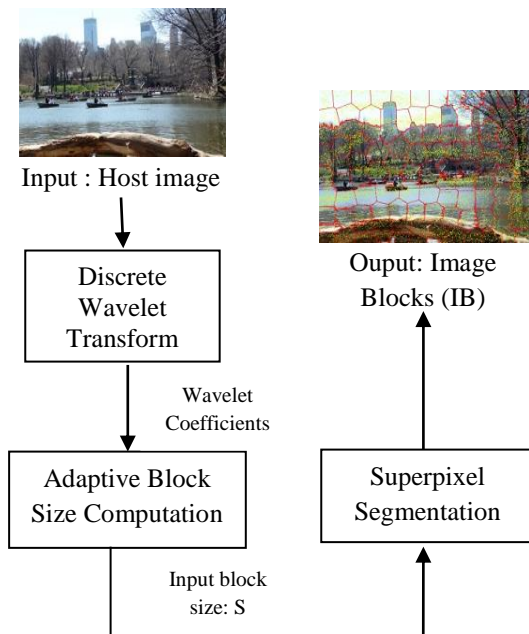 Input : Host image
Discrete
Wavelet
Transform
Wavelet
Coefficients
Adaptive Block
Size Computation
Input block
size: S
Superpixel
Segmentation
Ouput: Image
Blocks (IB)